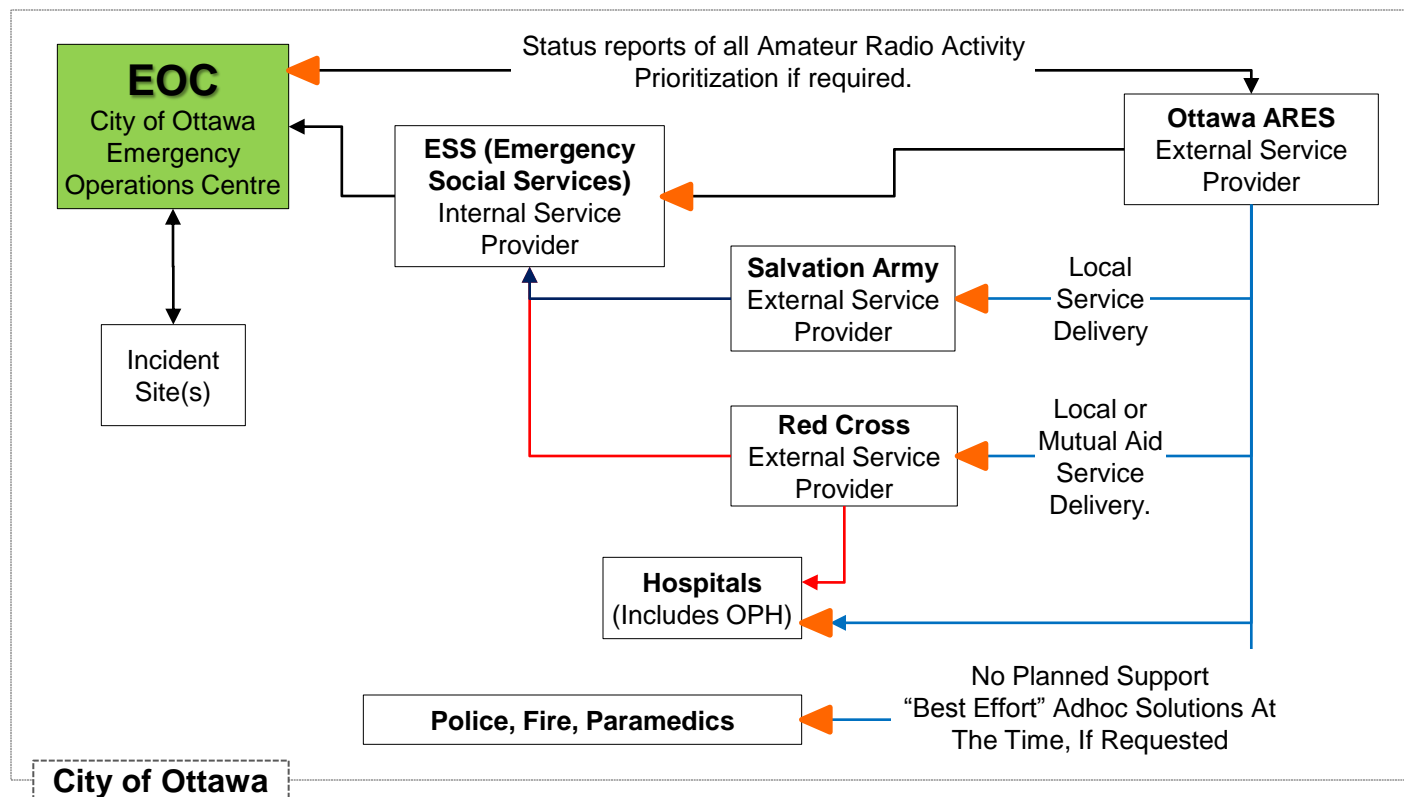 Status reports of all Amateur Radio Activity
Prioritization if required.
EOC
City of Ottawa
Emergency
Operations Centre
ESS (Emergency
Social Services)
Internal Service
Provider
Ottawa ARES
External Service
Provider
Salvation Army
External Service
Provider
Local
Service
Delivery
Incident
Site(s)
Red Cross
External Service
Provider
Local or
Mutual Aid
Service
Delivery.
Hospitals
(Includes OPH)
No Planned Support
“Best Effort” Adhoc Solutions At
The Time, If Requested
Police, Fire, Paramedics
City of Ottawa